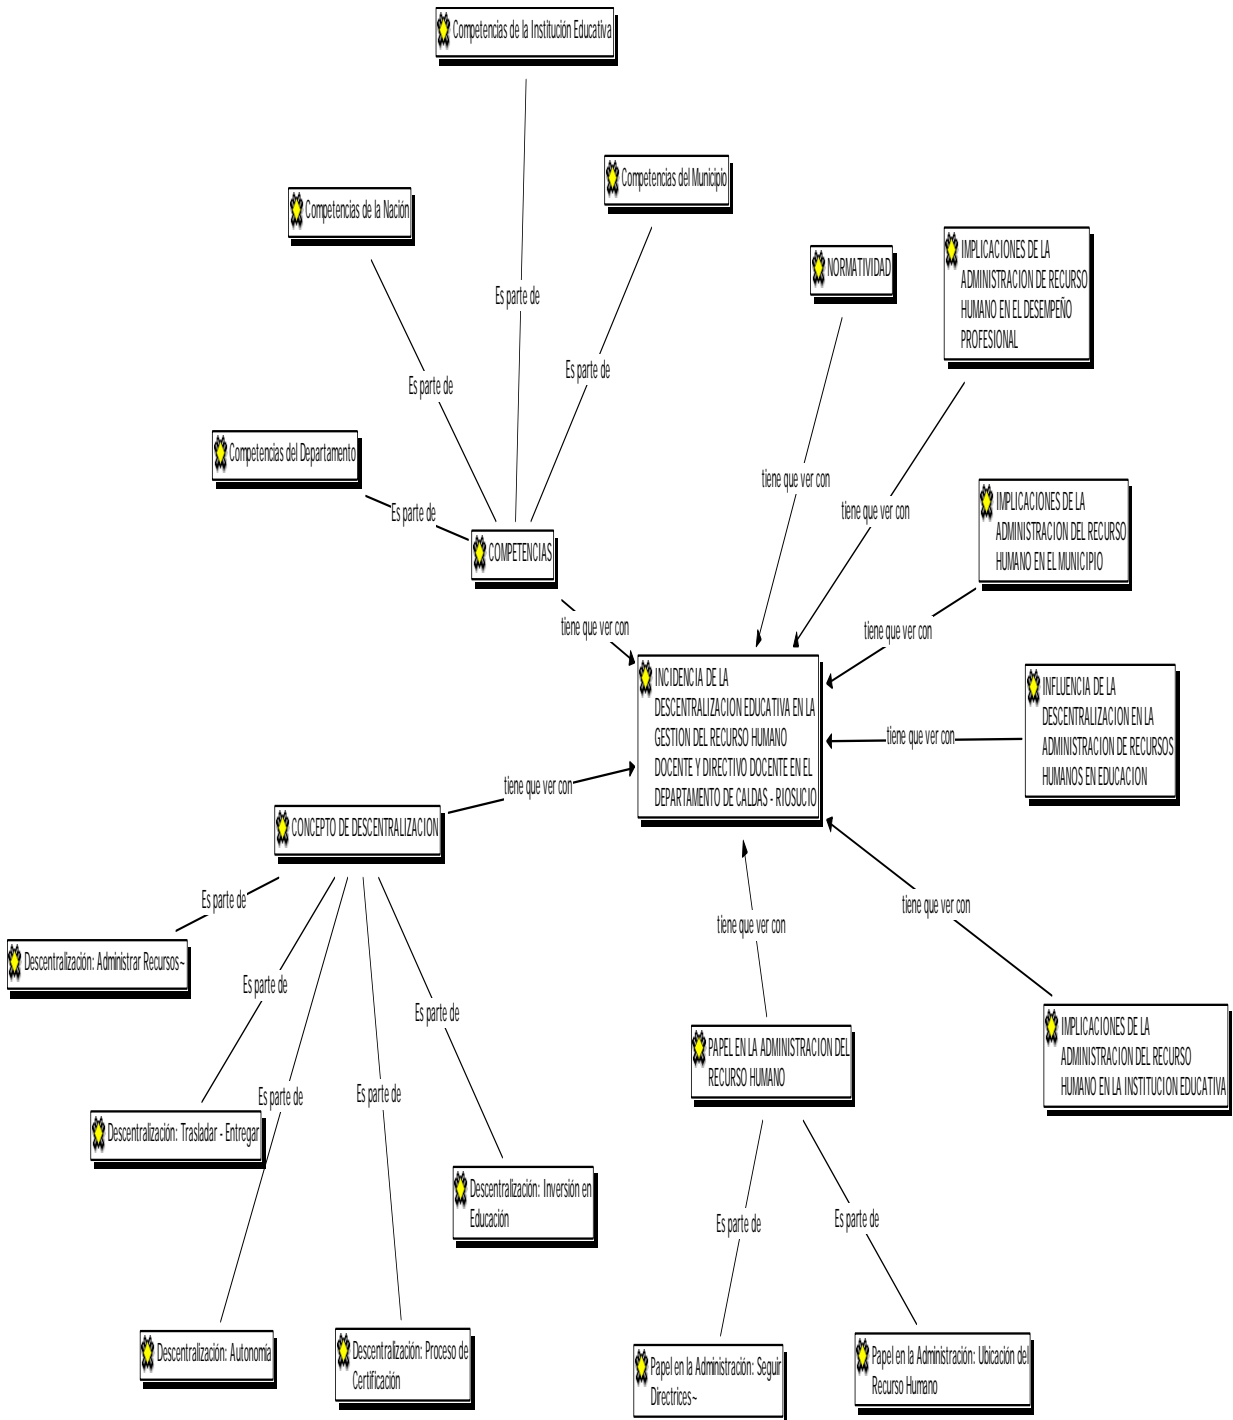 Competencias de la Institución Educativa
Competencias del Municipio
Competencias de la Nación
NORMATIVIDAD
IMPLICACIONES DE LA
ADMINISTRACION DE RECURSO
HUMANO EN EL DESEMPEÑO
PROFESIONAL
Es parte de
Es parte de
Es parte de
Competencias del Departamento
Es parte de
tiene que ver con
tiene que ver con
IMPLICACIONES DE LA
ADMINISTRACION DEL RECURSO
HUMANO EN EL MUNICIPIO
COMPETENCIAS
tiene que ver con
tiene que ver con
INCIDENCIA DE LA
DESCENTRALIZACION EDUCATIVA EN LA
GESTION DEL RECURSO HUMANO
DOCENTE Y DIRECTIVO DOCENTE EN EL
DEPARTAMENTO DE CALDAS - RIOSUCIO
INFLUENCIA DE LA
DESCENTRALIZACION EN LA
ADMINISTRACION DE RECURSOS
HUMANOS EN EDUCACION
tiene que ver con
tiene que ver con
CONCEPTO DE DESCENTRALIZACION
Es parte de
tiene que ver con
tiene que ver con
Descentralización: Administrar Recursos~
Es parte de
Es parte de
Es parte de
Es parte de
PAPEL EN LA ADMINISTRACION DEL
RECURSO HUMANO
IMPLICACIONES DE LA
ADMINISTRACION DEL RECURSO
HUMANO EN LA INSTITUCION EDUCATIVA
Descentralización: Trasladar - Entregar
Descentralización: Inversión en
Educación
Es parte de
Es parte de
Descentralización: Autonomia
Descentralización: Proceso de
Certificación
Papel en la Administración: Seguir
Directrices~
Papel en la Administración: Ubicación del
Recurso Humano